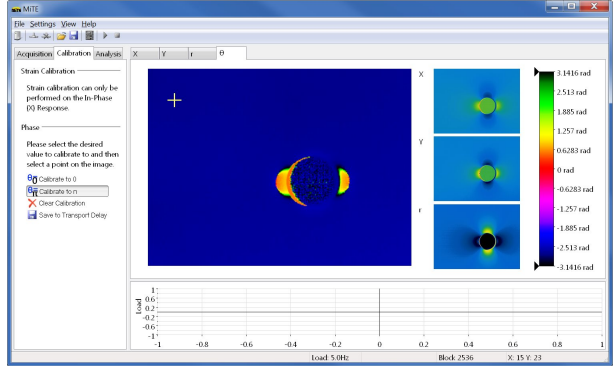 MiTE
File Settings View Help
Acquisition Calibration Analysis
X Y r θ
Strain Calibration
Strain calibration can only be
performed on the In-Phase
(X) Response.
Phase
Please select the desired
value to calibrate to and then
select a point on the image.
θ0 Calibrate to 0
θπ Calibrate to π
Clear Calibration
Save to Transport Delay
X
Y
r
3.1416 rad
2.513 rad
1.885 rad
1.257 rad
0.6283 rad
0 rad
-0.6283 rad
-1.257 rad
-1.885 rad
-2.513 rad
-3.1416 rad
Load
1
0.6
0.2
-0.2
-0.6
-1
-1 -0.8 -0.6 -0.4 -0.2 0 0.2 0.4 0.6 0.8 1
Load: 5.0Hz Block 2536 X: 15 Y: 23